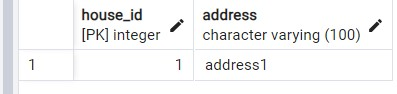 house_id address
[PK] integer character varying (100)
1 1 address1